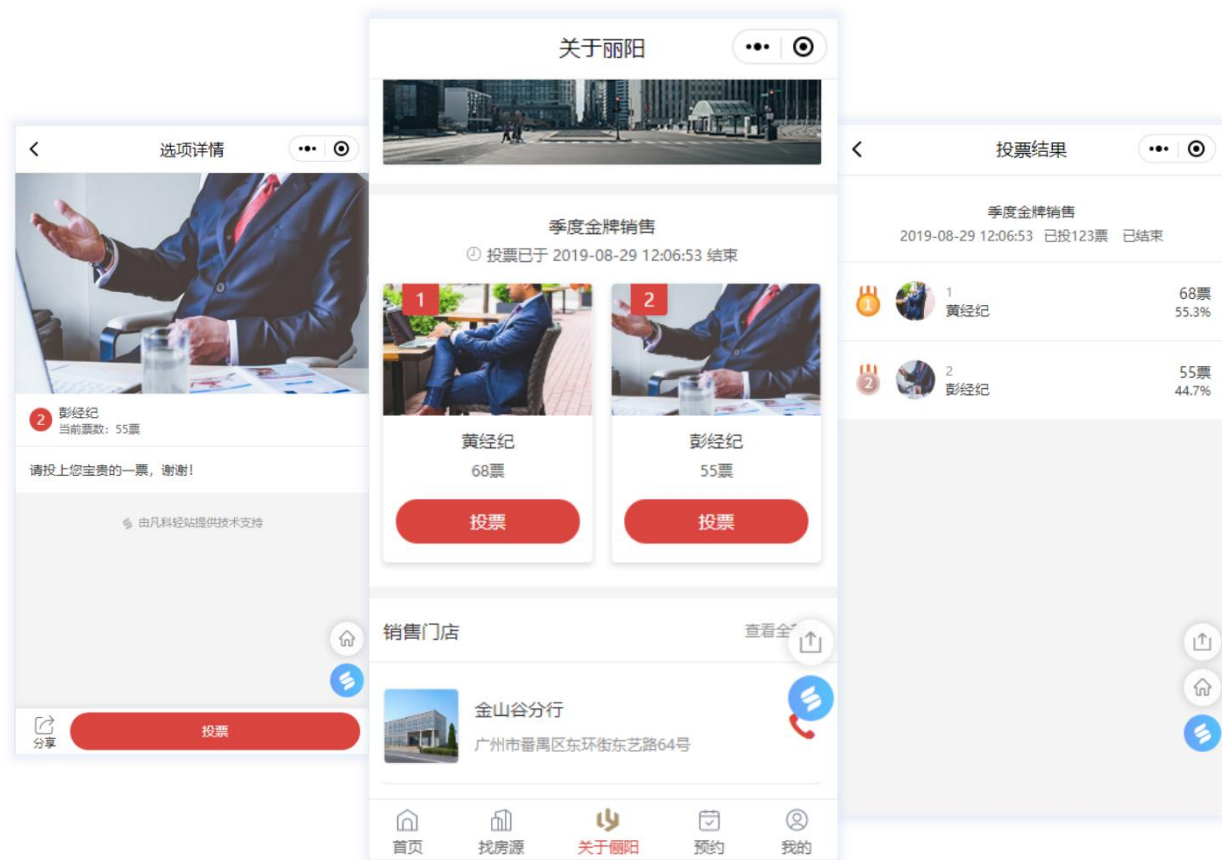 选项详情
2
彭经纪
当前票数：55票
请投上您宝贵的一票，谢谢！
由凡科轻站提供技术支持
分享
投票
关于丽阳
季度金牌销售
投票已于 2019-08-29 12:06:53 结束
1
黄经纪
68票
投票
2
彭经纪
55票
投票
销售门店
查看全
金山谷分行
广州市番禺区东环街东艺路64号
首页
找房源
关于俪阳
预约
我的
投票结果
季度金牌销售
2019-08-29 12:06:53 已投123票 已结束
1
1
黄经纪
68票
55.3%
2
2
彭经纪
55票
44.7%